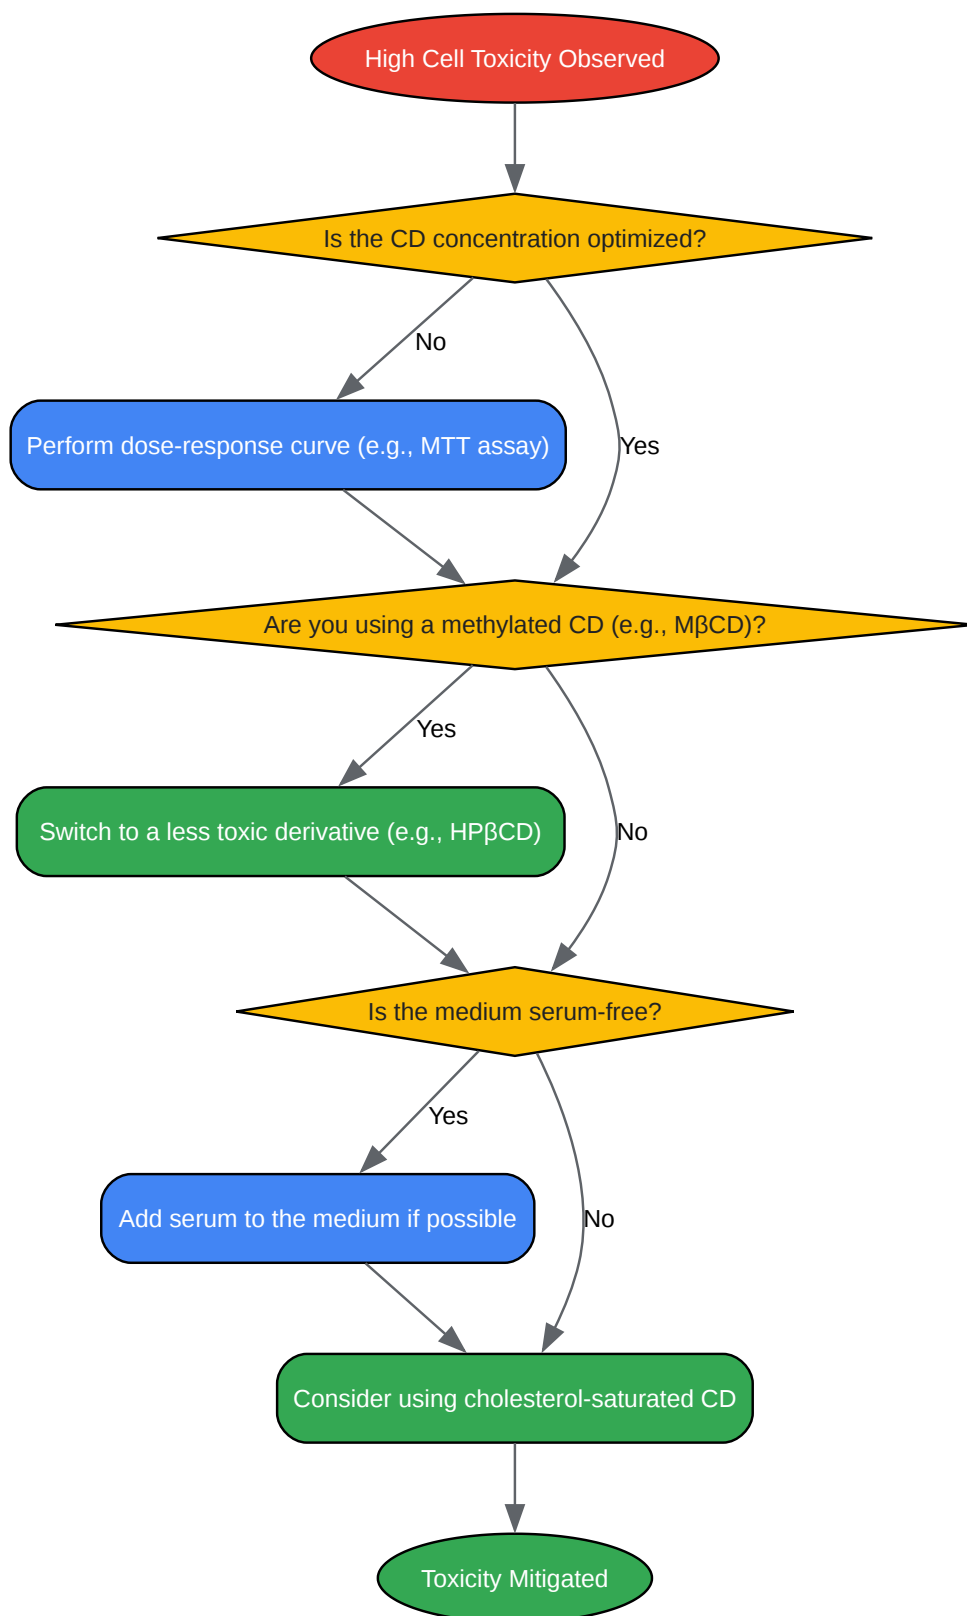 High Cell Toxicity Observed
Is the CD concentration optimized?
No
Perform dose-response curve (e.g., MTT assay)
Yes
Are you using a methylated CD (e.g., MβCD)?
Yes
Switch to a less toxic derivative (e.g., HPβCD)
No
Is the medium serum-free?
Yes
Add serum to the medium if possible
No
Consider using cholesterol-saturated CD
Toxicity Mitigated